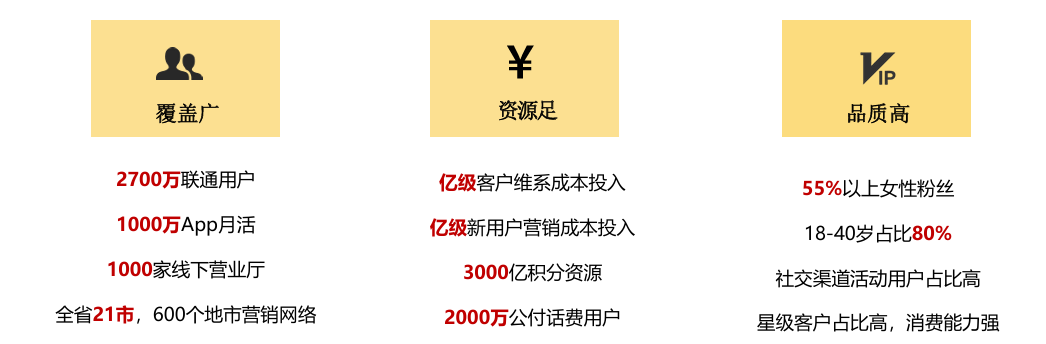 ¥
VIP
覆盖广
资源足
品质高
2700万联通用户
1000万App月活
1000家线下营业厅
全省21市，600个地市营销网络
亿级客户维系成本投入
亿级新用户营销成本投入
3000亿积分资源
2000万公付话费用户
55%以上女性粉丝
18-40岁占比80%
社交渠道活动用户占比高
星级客户占比高，消费能力强